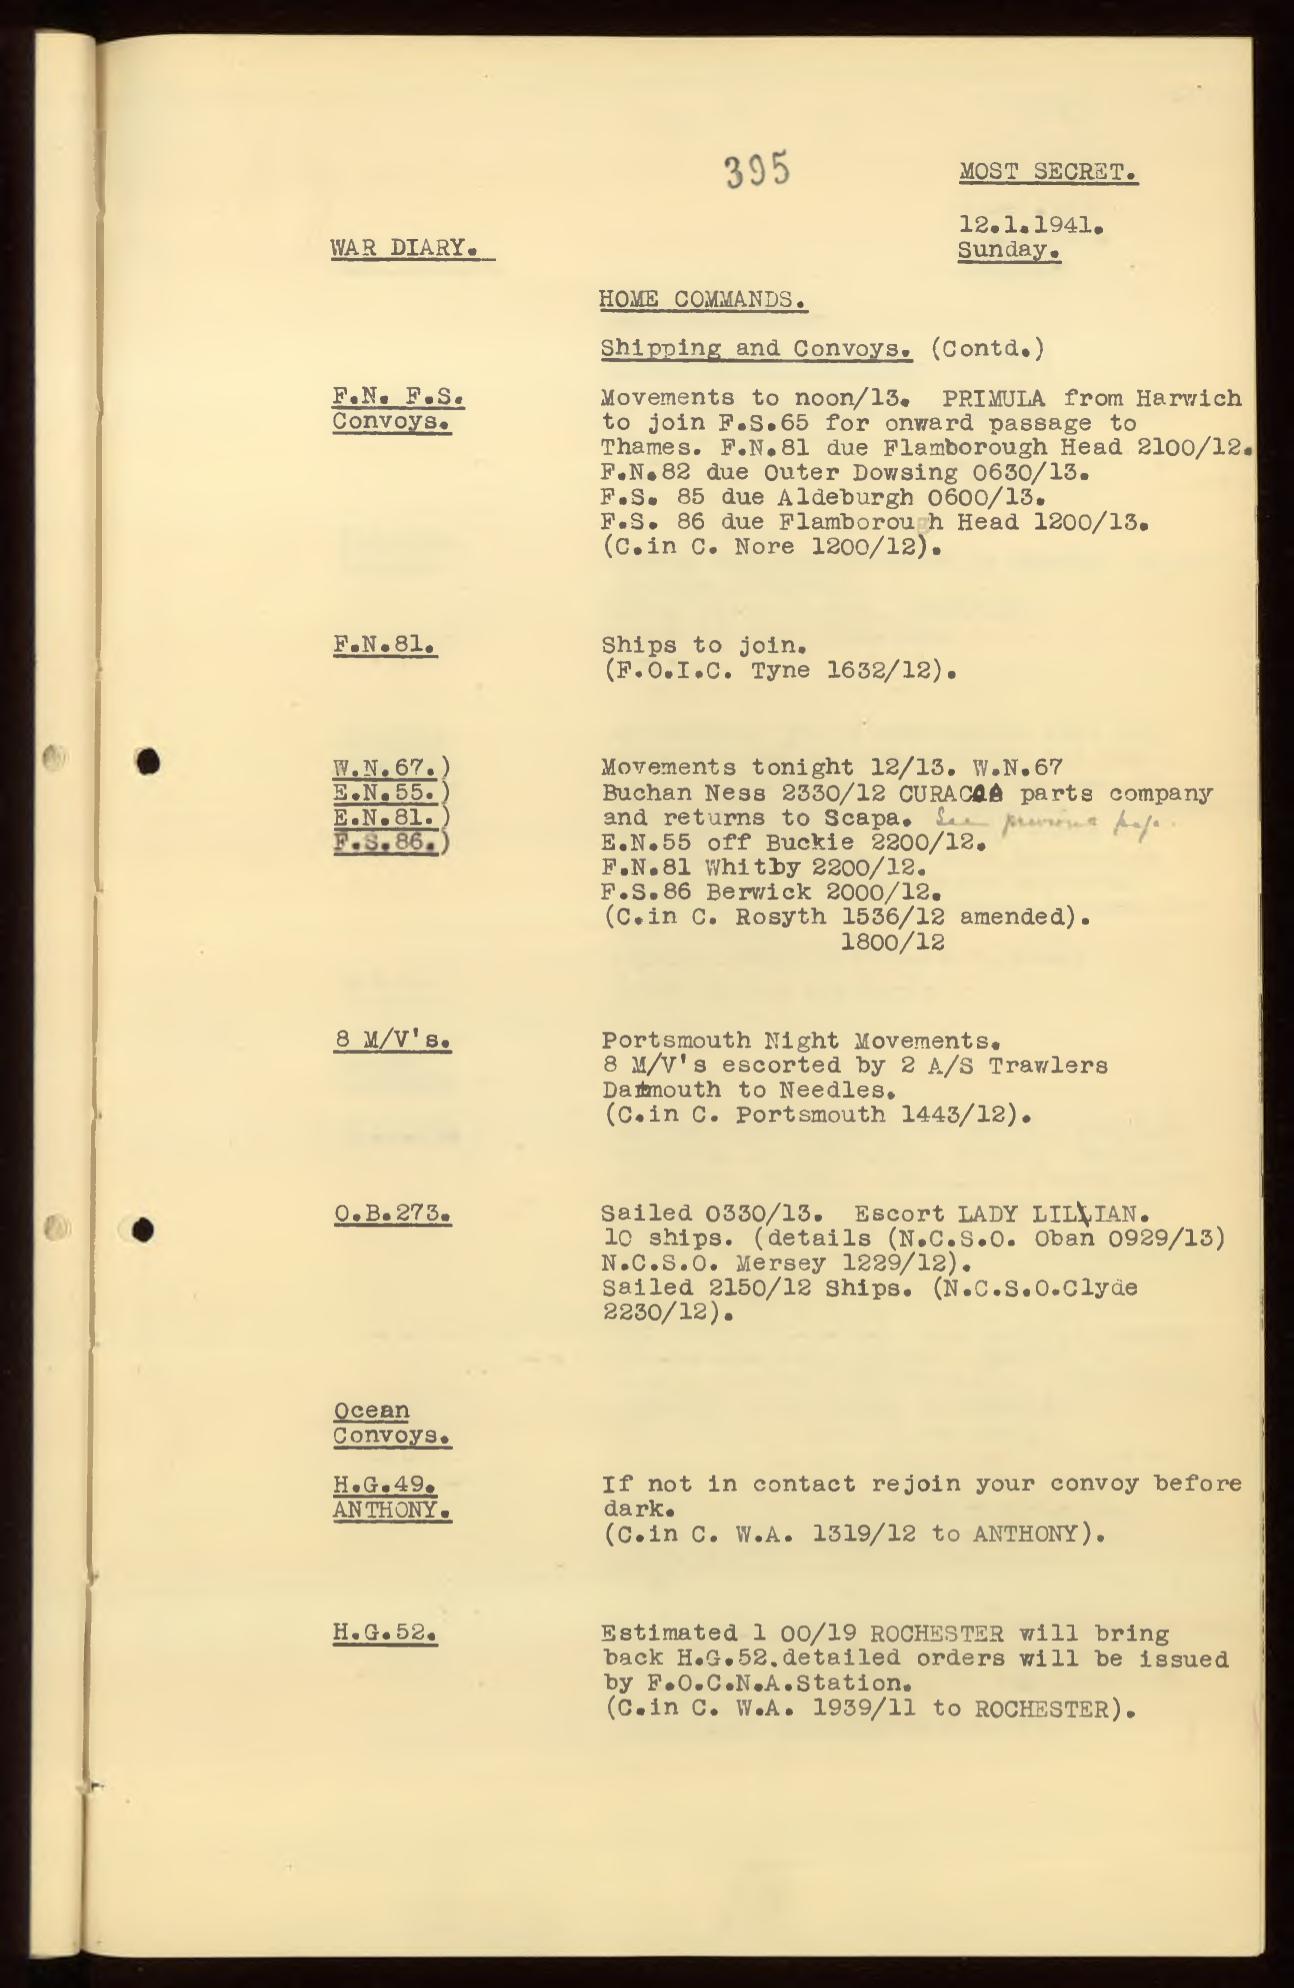 395
MOST SECRET.
12.1.1941.
Sunday.
WAR DIARY.
HOME COMMANDS.
Shipping and Convoys. (Contd.)
F.N. F.S.
Convoys.
Movements to noon/13. PRIMULA from Harwich
to join F.S.65 for onward passage to
Thames. F.N.81 due Flamborough Head 2100/12.
F.N.82 due Outer Dowsing 0630/13.
F.S. 85 due Aldeburgh 0600/13.
F.S. 86 due Flamborough Head 1200/13.
(C.in C. Nore 1200/12).
F.N.81.
Ships to join.
(F.O.I.C. Tyne 1632/12).
W.N.67.)
E.N.55.)
E.N.81.)
F.S.86.)
Movements tonight 12/13. W.N.67
Buchan Ness 2330/12 CURACOA parts company
and returns to Scapa. See previous page.
E.N.55 off Buckie 2200/12.
F.N.81 Whitby 2200/12.
F.S.86 Berwick 2000/12.
(C.in C. Rosyth 1536/12 amended).
1800/12
8 M/V's.
Portsmouth Night Movements.
8 M/V's escorted by 2 A/S Trawlers
Dartmouth to Needles.
(C.in C. Portsmouth 1443/12).
O.B.273.
Sailed 0330/13. Escort LADY LILIAN.
10 ships. (details (N.C.S.O. Oban 0929/13)
N.C.S.O. Mersey 1229/12).
Sailed 2150/12 Ships. (N.C.S.O.Clyde
2230/12).
Ocean
Convoys.
H.G.49.
ANTHONY.
If not in contact rejoin your convoy before
dark.
(C.in C. W.A. 1319/12 to ANTHONY).
H.G.52.
Estimated 1 00/19 ROCHESTER will bring
back H.G.52.detailed orders will be issued
by F.O.C.N.A.Station.
(C.in C. W.A. 1939/11 to ROCHESTER).